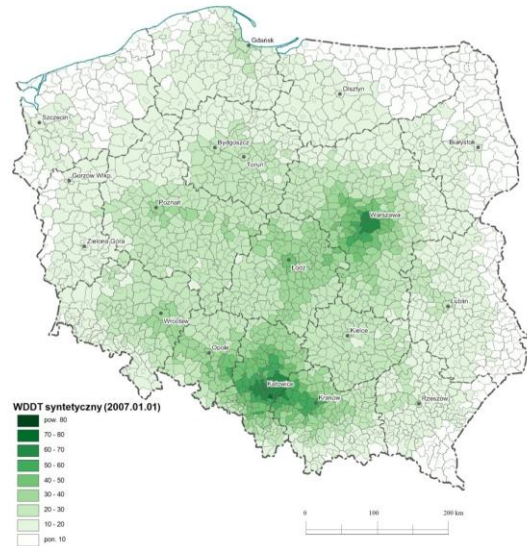 Gdańsk
Olsztyn
Szczecin
Białystok
Bydgoszcz
Toruń
Gorzów Wlkp.
Poznań
Warszawa
Zielona Góra
Łódź
Lublin
Wrocław
Kielce
Opole
Katowice
Kraków
Rzeszów
WDDT syntetyczny (2007.01.01)
pow. 80
70 - 80
60 - 70
50 - 60
40 - 50
30 - 40
20 - 30
10 - 20
pon. 10
0 100 200 km